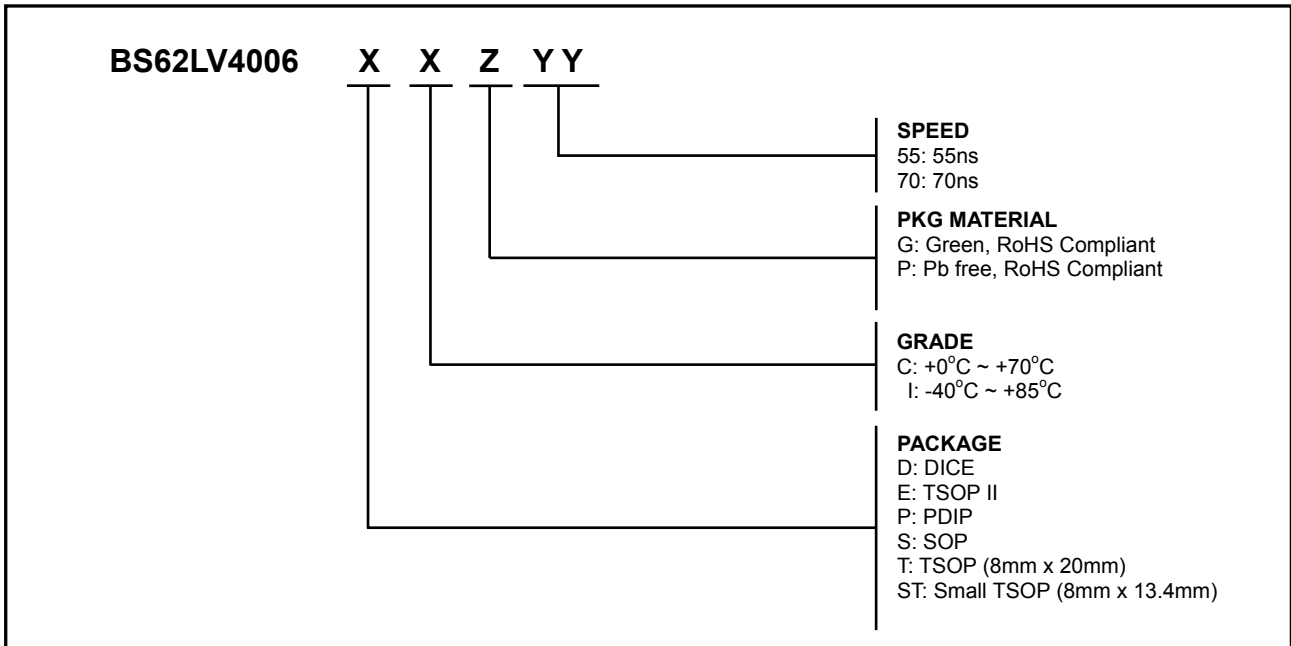 BS62LV4006 X X Z Y Y
SPEED
55: 55ns
70: 70ns
PKG MATERIAL
G: Green, RoHS Compliant
P: Pb free, RoHS Compliant
GRADE
C: +0°C ~ +70°C
I: -40°C ~ +85°C
PACKAGE
D: DICE
E: TSOP II
P: PDIP
S: SOP
T: TSOP (8mm x 20mm)
ST: Small TSOP (8mm x 13.4mm)